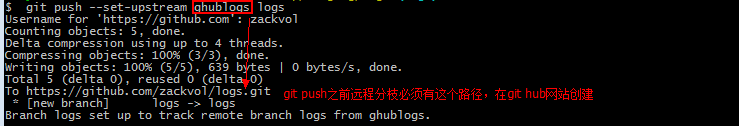 $ git push --set-upstream ghublogs logs
Username for 'https://github.com': zackvol
Counting objects: 5, done.
Delta compression using up to 4 threads.
Compressing objects: 100% (3/3), done.
Writing objects: 100% (5/5), 639 bytes | 0 bytes/s, done.
Total 5 (delta 0), reused 0 (delta 0)
To https://github.com/zackvol/logs.git
git push之前远程分枝必须有这个路径，在git hub网站创建
* [new branch] logs -> logs
Branch logs set up to track remote branch logs from ghublogs.